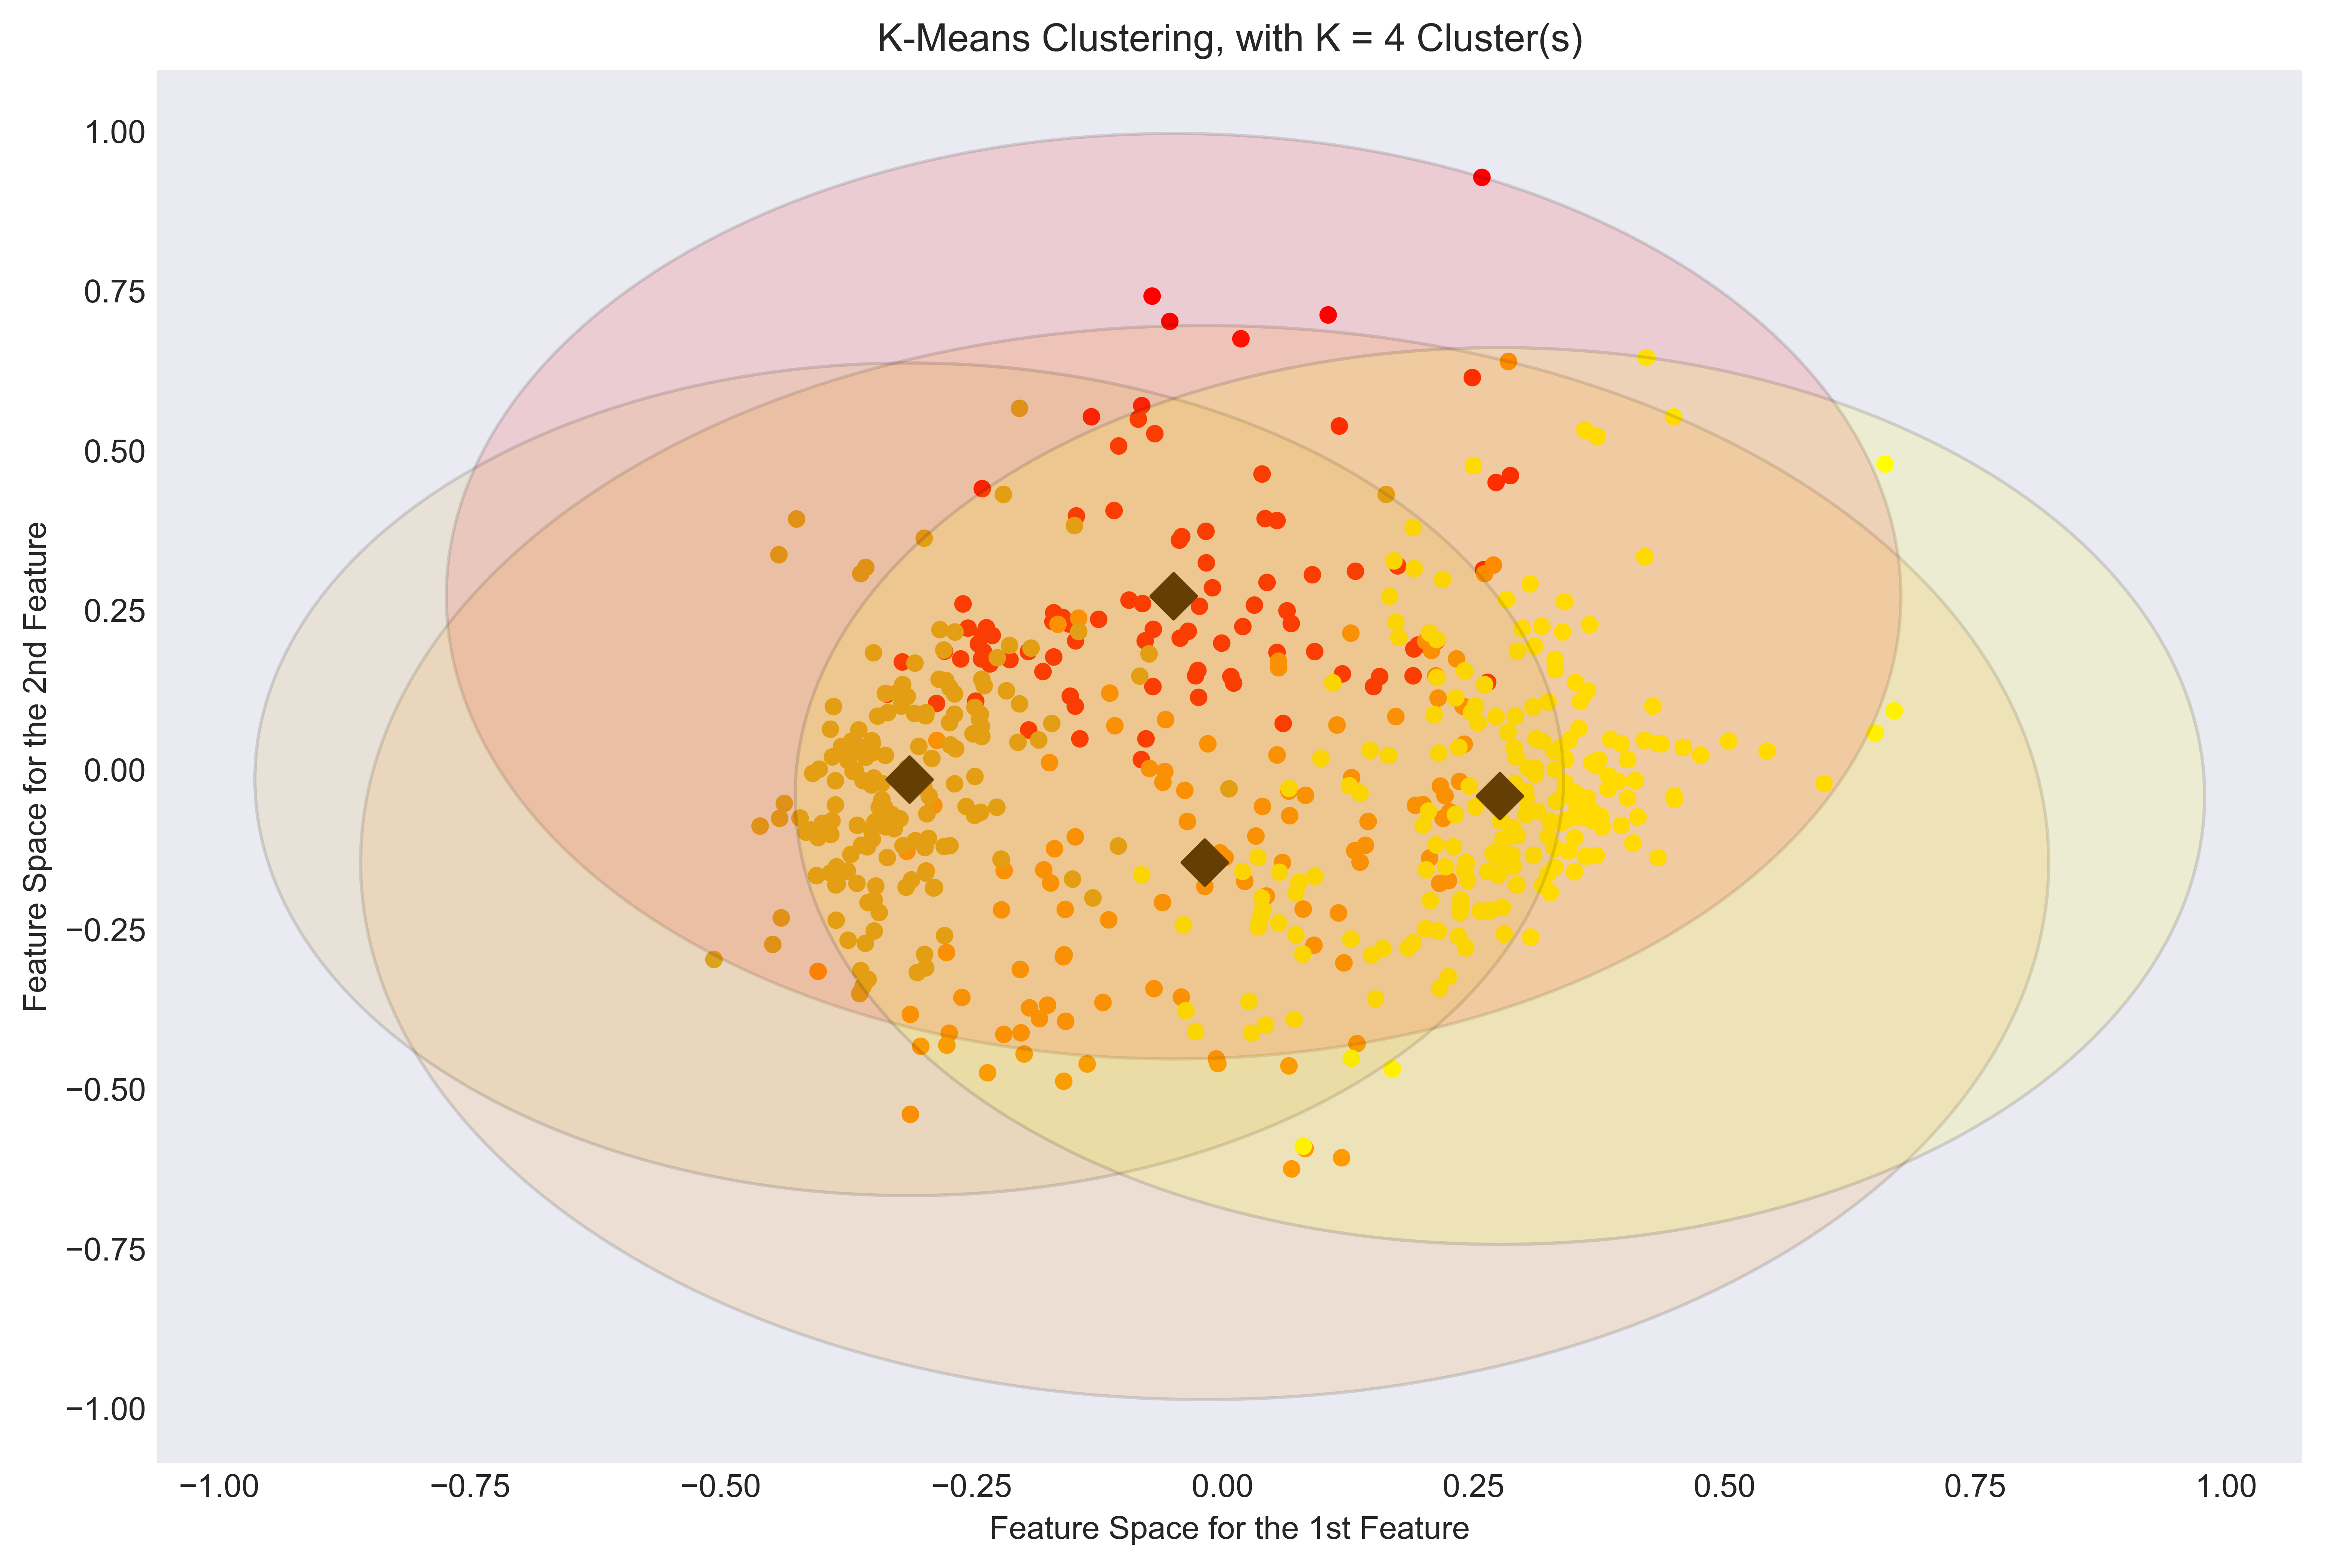 K-Means Clustering, with K = 4 Cluster(s)
1.00
0.75
0.50
0.25
0.00
−0.25
−0.50
−0.75
−1.00
Feature Space for the 2nd Feature
−1.00 −0.75 −0.50 −0.25 0.00 0.25 0.50 0.75 1.00
Feature Space for the 1st Feature